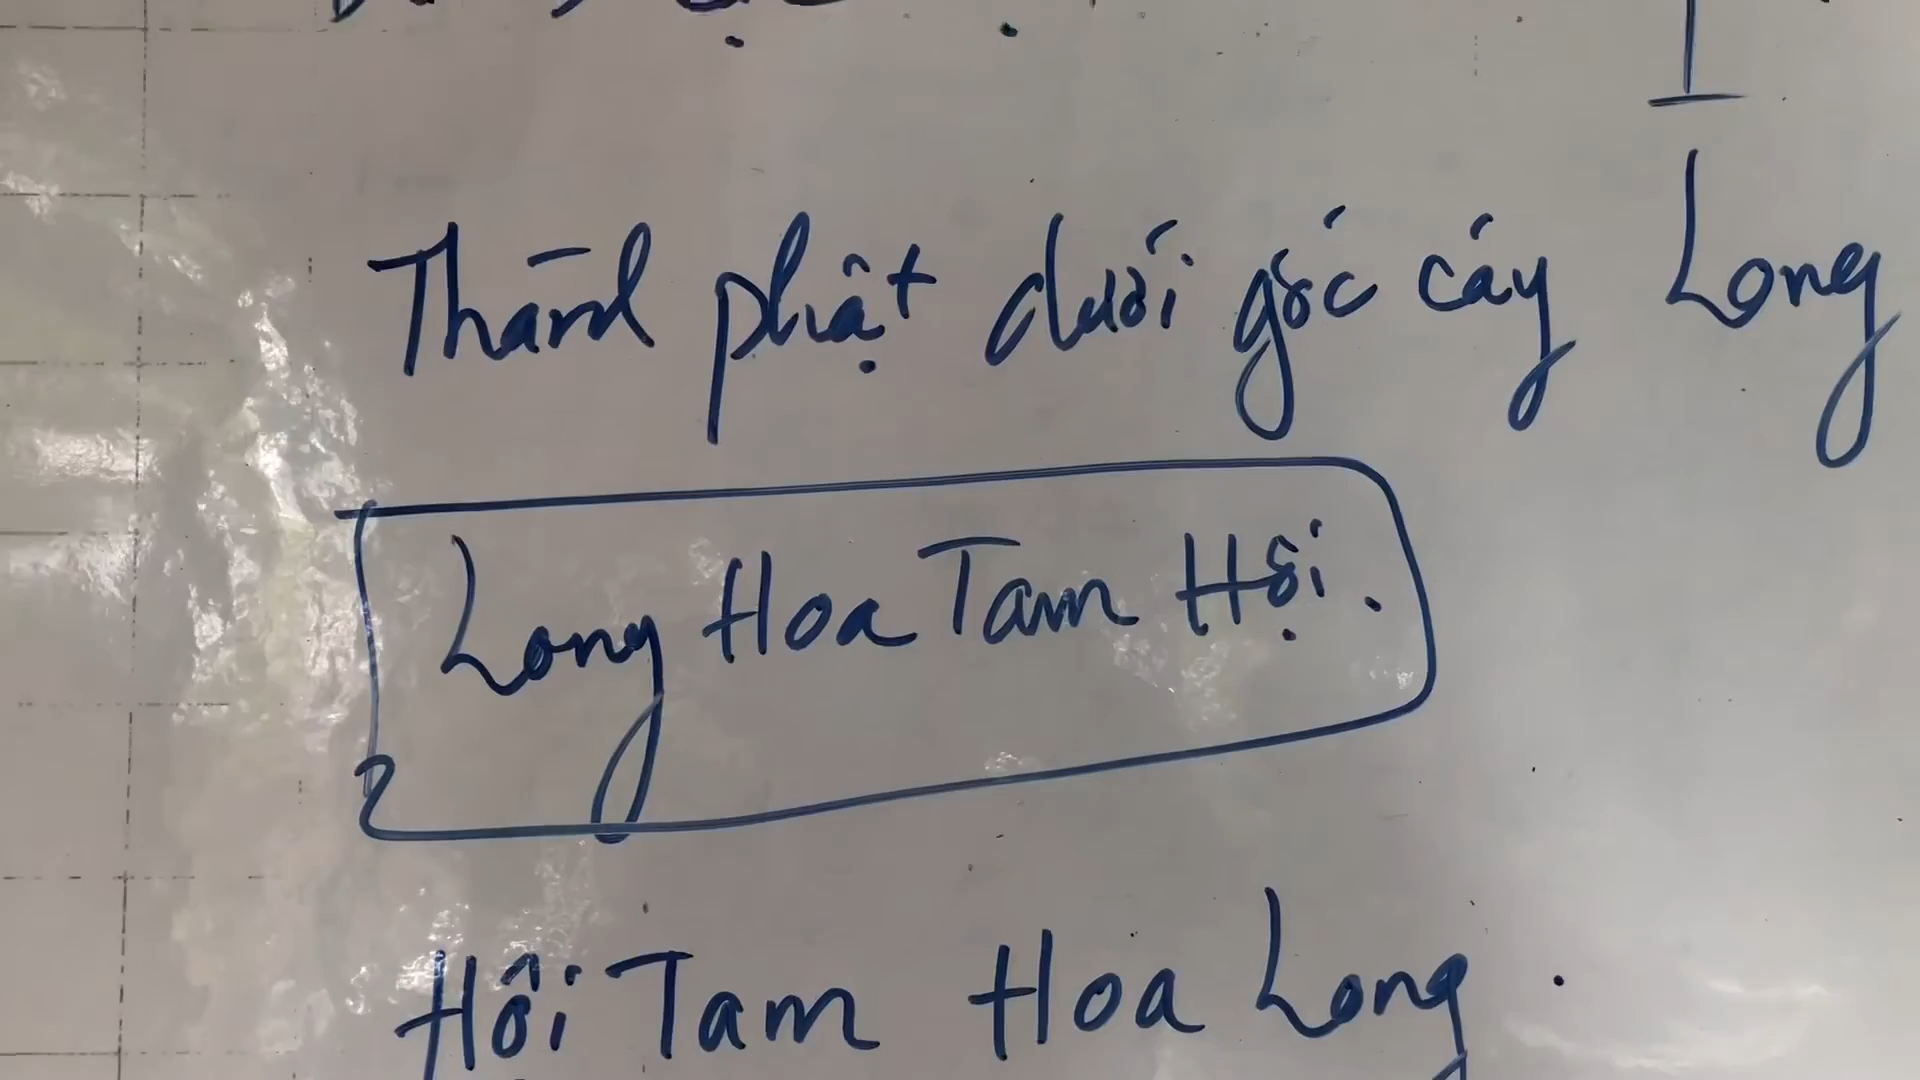 Thành phật dưới gốc cây Long
Long Hoa Tam Hội.
Hội Tam Hoa Long.